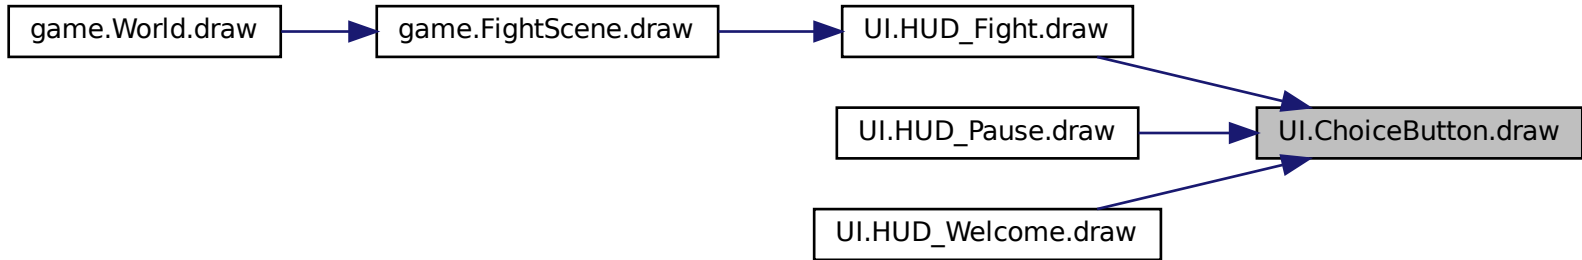 game.World.draw
game.FightScene.draw
UI.HUD_Fight.draw
UI.HUD_Pause.draw
UI.ChoiceButton.draw
UI.HUD_Welcome.draw